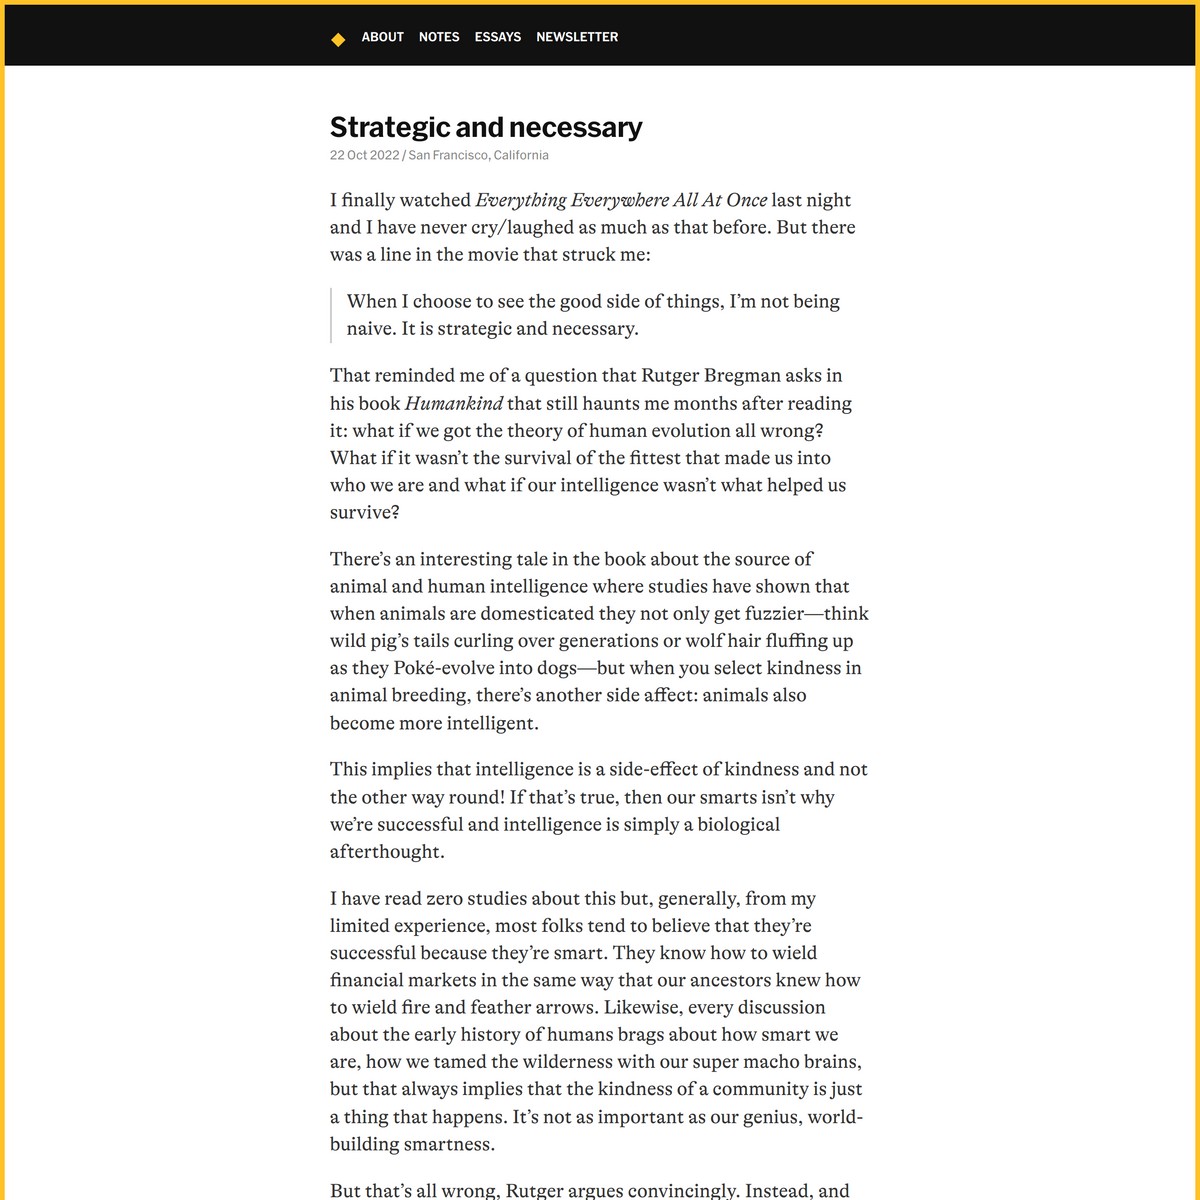 ABOUT NOTES ESSAYS NEWSLETTER
Strategic and necessary
22 Oct 2022 / San Francisco, California
I finally watched Everything Everywhere All At Once last night
and I have never cry/laughed as much as that before. But there
was a line in the movie that struck me:
When I choose to see the good side of things, I’m not being
naive. It is strategic and necessary.
That reminded me of a question that Rutger Bregman asks in
his book Humankind that still haunts me months after reading
it: what if we got the theory of human evolution all wrong?
What if it wasn’t the survival of the fittest that made us into
who we are and what if our intelligence wasn’t what helped us
survive?
There’s an interesting tale in the book about the source of
animal and human intelligence where studies have shown that
when animals are domesticated they not only get fuzzier—think
wild pig’s tails curling over generations or wolf hair fluffing up
as they Poké-evolve into dogs—but when you select kindness in
animal breeding, there’s another side affect: animals also
become more intelligent.
This implies that intelligence is a side-effect of kindness and not
the other way round! If that’s true, then our smarts isn’t why
we’re successful and intelligence is simply a biological
afterthought.
I have read zero studies about this but, generally, from my
limited experience, most folks tend to believe that they’re
successful because they’re smart. They know how to wield
financial markets in the same way that our ancestors knew how
to wield fire and feather arrows. Likewise, every discussion
about the early history of humans brags about how smart we
are, how we tamed the wilderness with our super macho brains,
but that always implies that the kindness of a community is just
a thing that happens. It’s not as important as our genius, world-
building smartness.
But that’s all wrong, Rutger argues convincingly. Instead, and